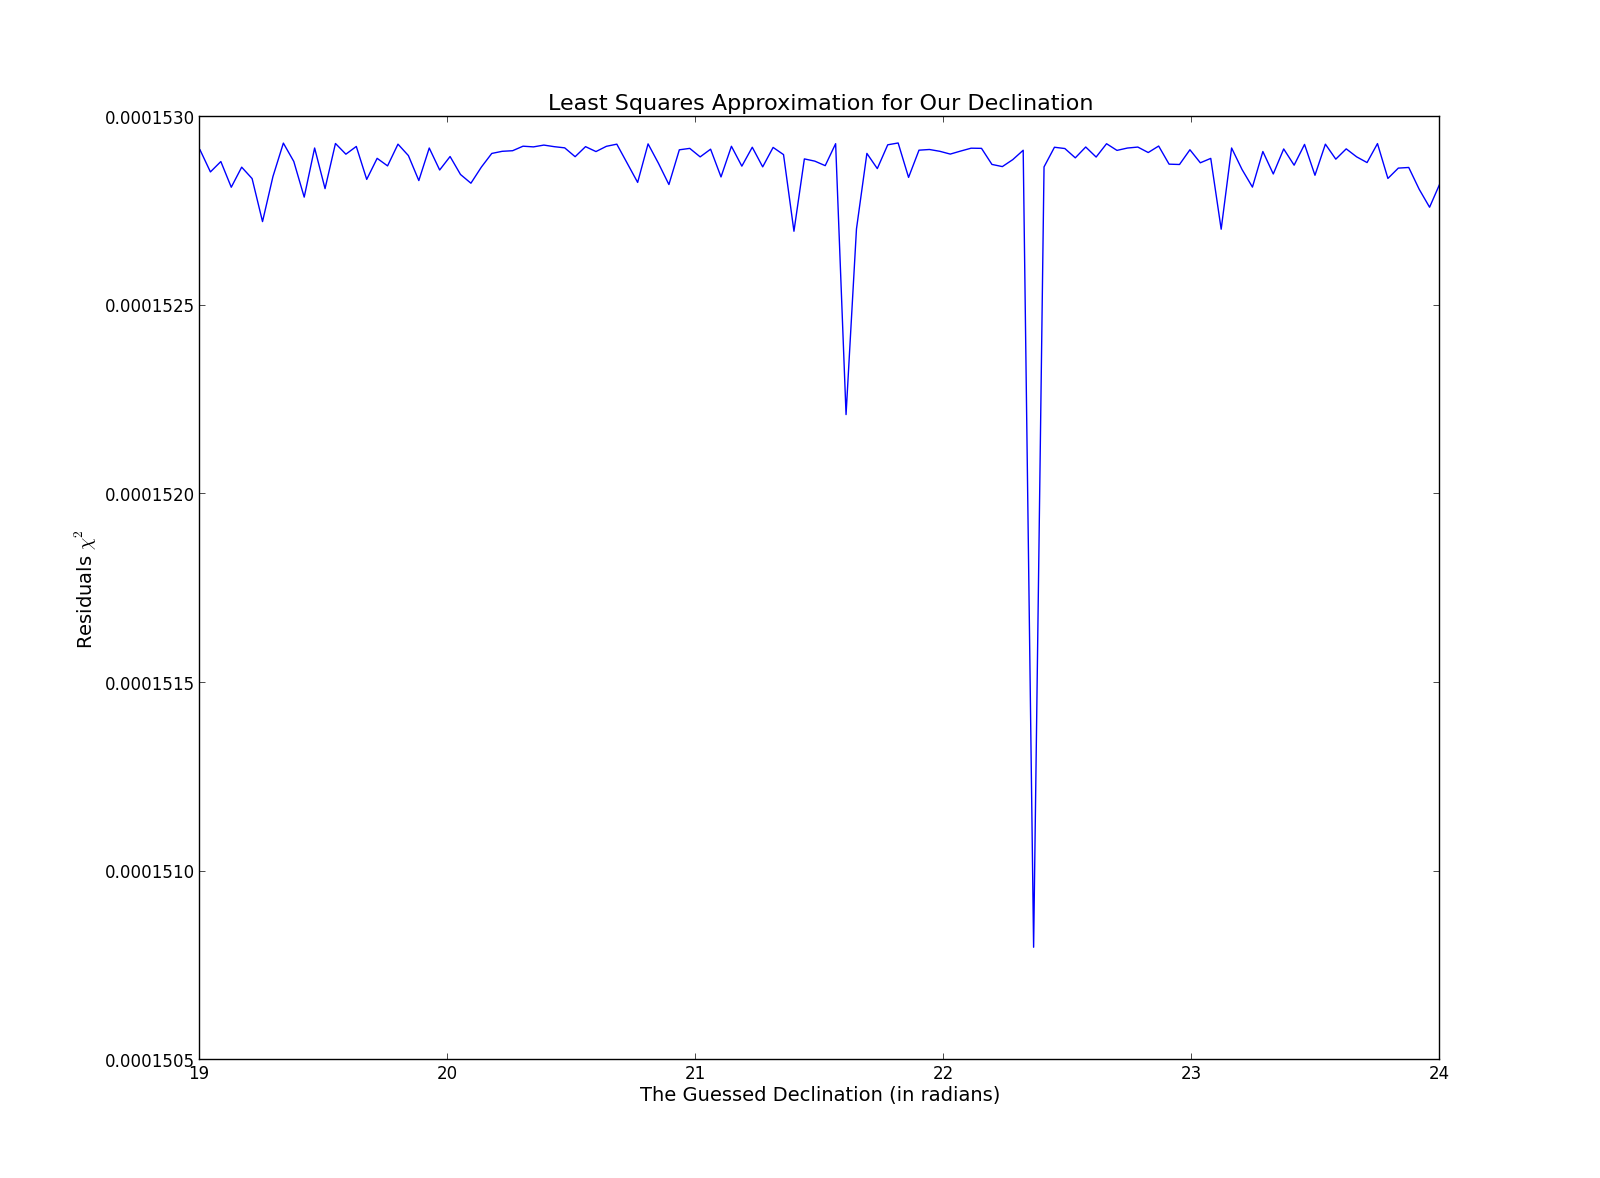 Least Squares Approximation for Our Declination
0.0001530
0.0001525
0.0001520
0.0001515
0.0001510
0.0001505
Residuals χ²
19 20 21 22 23 24
The Guessed Declination (in radians)